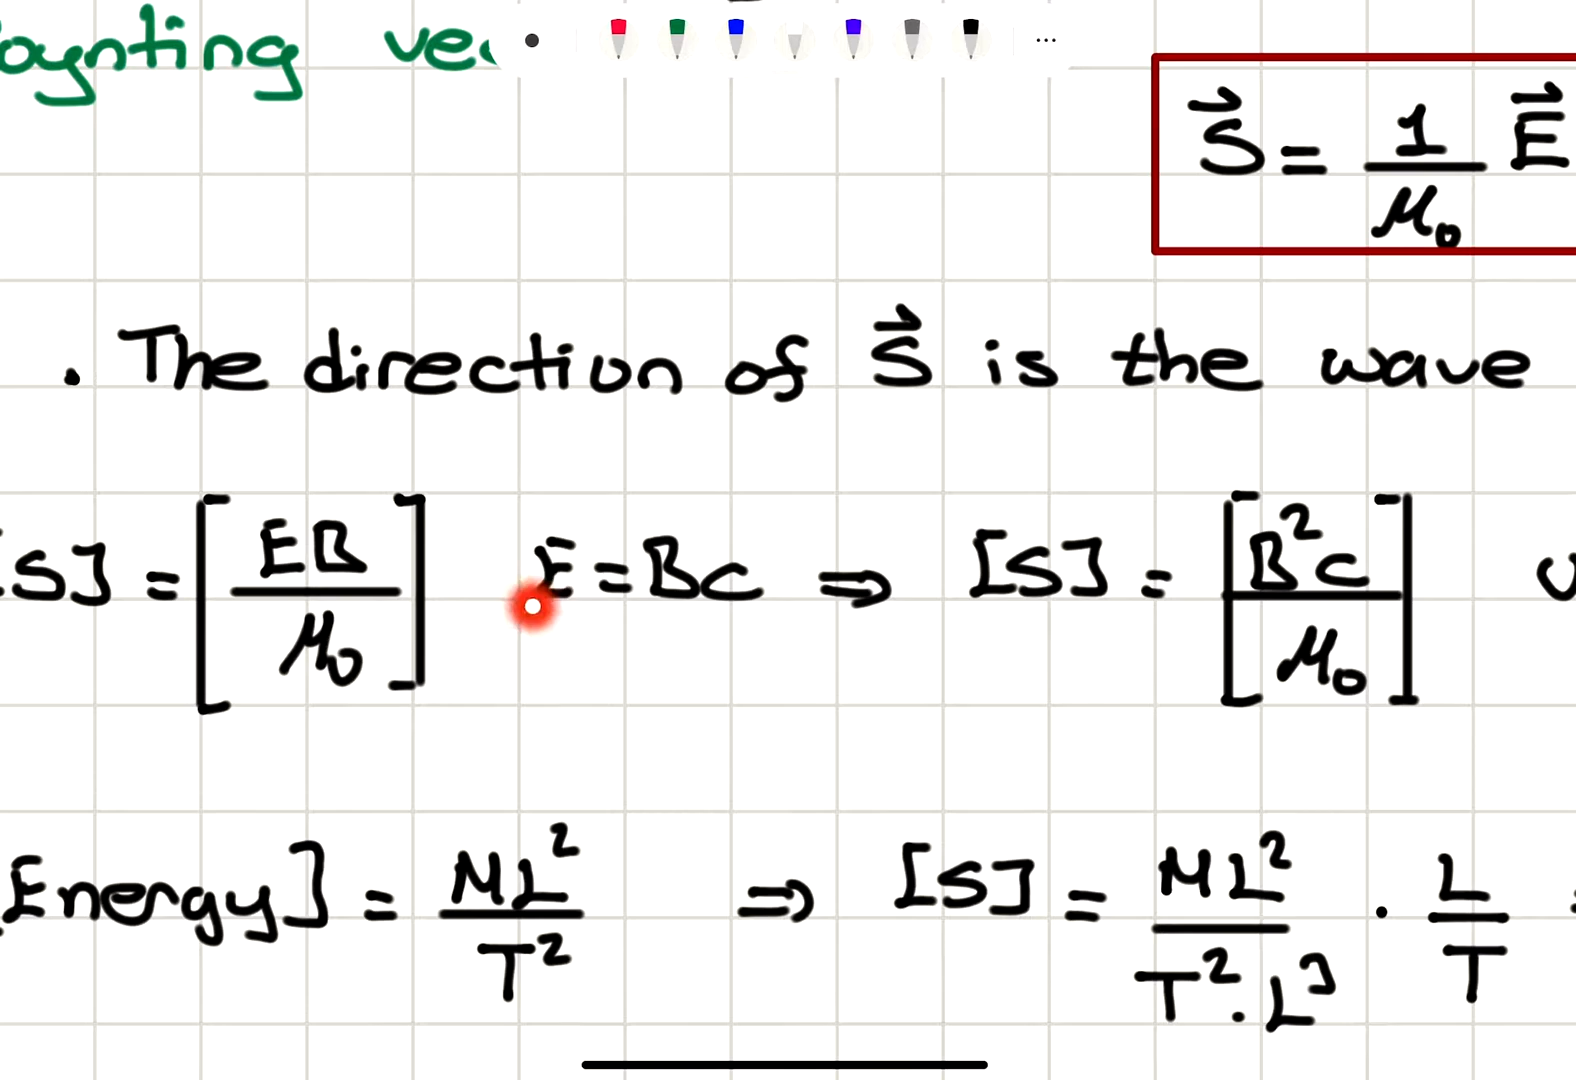 oynting vec
S⃗ = 1/μ₀ E⃗
. The direction of S⃗ is the wave
[S] = [EB/μ₀] E = BC ⇒ [S] = [B²C/μ₀]
[Energy] = ML²/T² ⇒ [S] = ML²/T².L³ · L/T =